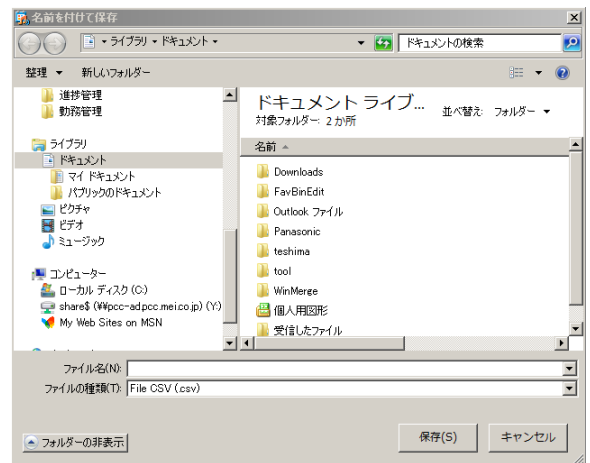 名前を付けて保存
ライブラリ ドキュメント
ドキュメントの検索
整理 新しいフォルダー
進捗管理
勤務管理
ライブラリ
ドキュメント
マイ ドキュメント
パブリックのドキュメント
ピクチャ
ビデオ
ミュージック
コンピューター
ローカル ディスク (C:)
share$ (¥¥pcc-ad.pcc.mei.co.jp) (Y:)
My Web Sites on MSN
ドキュメント ライブ...
対象フォルダー: 2 か所
並べ替え: フォルダー
名前
Downloads
FavBinEdit
Outlook ファイル
Panasonic
teshima
tool
WinMerge
個人用図形
受信したファイル
ファイル名(N):
ファイルの種類(T): File CSV (.csv)
フォルダーの非表示
保存(S)
キャンセル